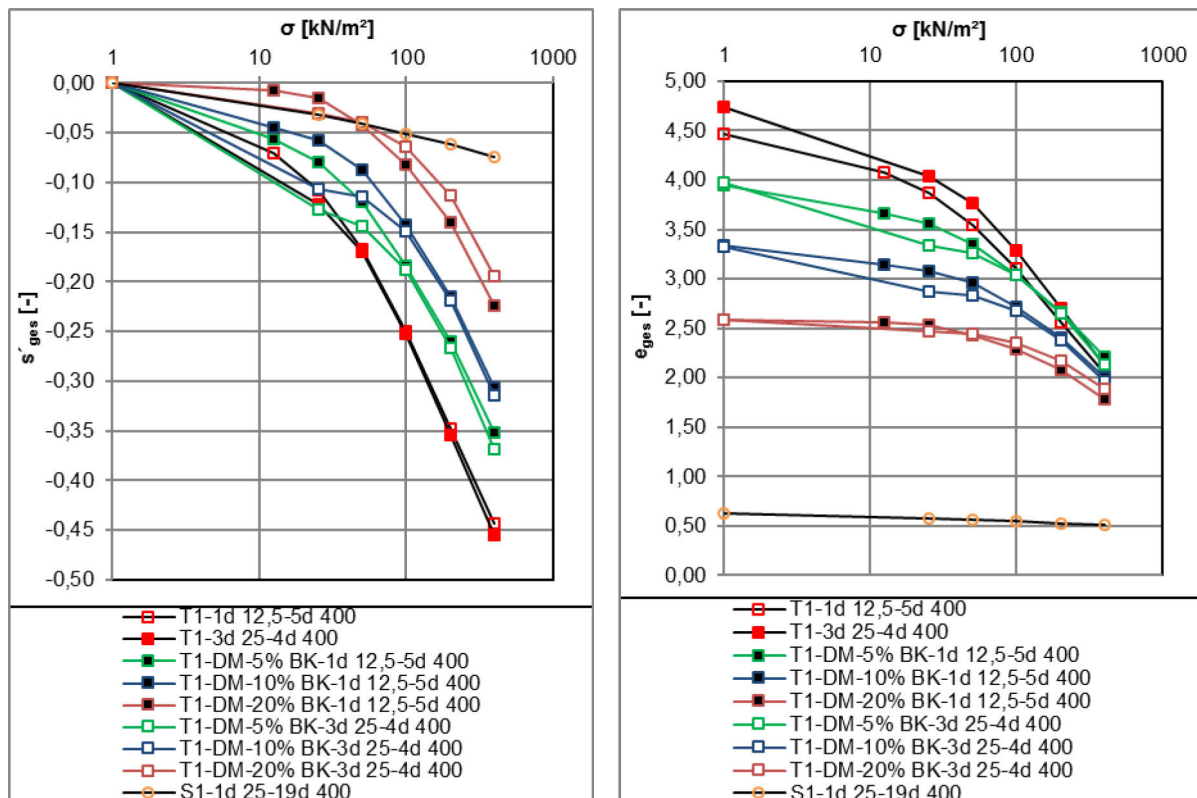 σ [kN/m²]
1 10 100 1000
0,00
-0,05
-0,10
-0,15
-0,20
-0,25
-0,30
-0,35
-0,40
-0,45
-0,50
s´ges [-]
T1-1d 12,5-5d 400
T1-3d 25-4d 400
T1-DM-5% BK-1d 12,5-5d 400
T1-DM-10% BK-1d 12,5-5d 400
T1-DM-20% BK-1d 12,5-5d 400
T1-DM-5% BK-3d 25-4d 400
T1-DM-10% BK-3d 25-4d 400
T1-DM-20% BK-3d 25-4d 400
S1-1d 25-19d 400
σ [kN/m²]
1 10 100 1000
5,00
4,50
4,00
3,50
3,00
2,50
2,00
1,50
1,00
0,50
0,00
eges [-]
T1-1d 12,5-5d 400
T1-3d 25-4d 400
T1-DM-5% BK-1d 12,5-5d 400
T1-DM-10% BK-1d 12,5-5d 400
T1-DM-20% BK-1d 12,5-5d 400
T1-DM-5% BK-3d 25-4d 400
T1-DM-10% BK-3d 25-4d 400
T1-DM-20% BK-3d 25-4d 400
S1-1d 25-19d 400